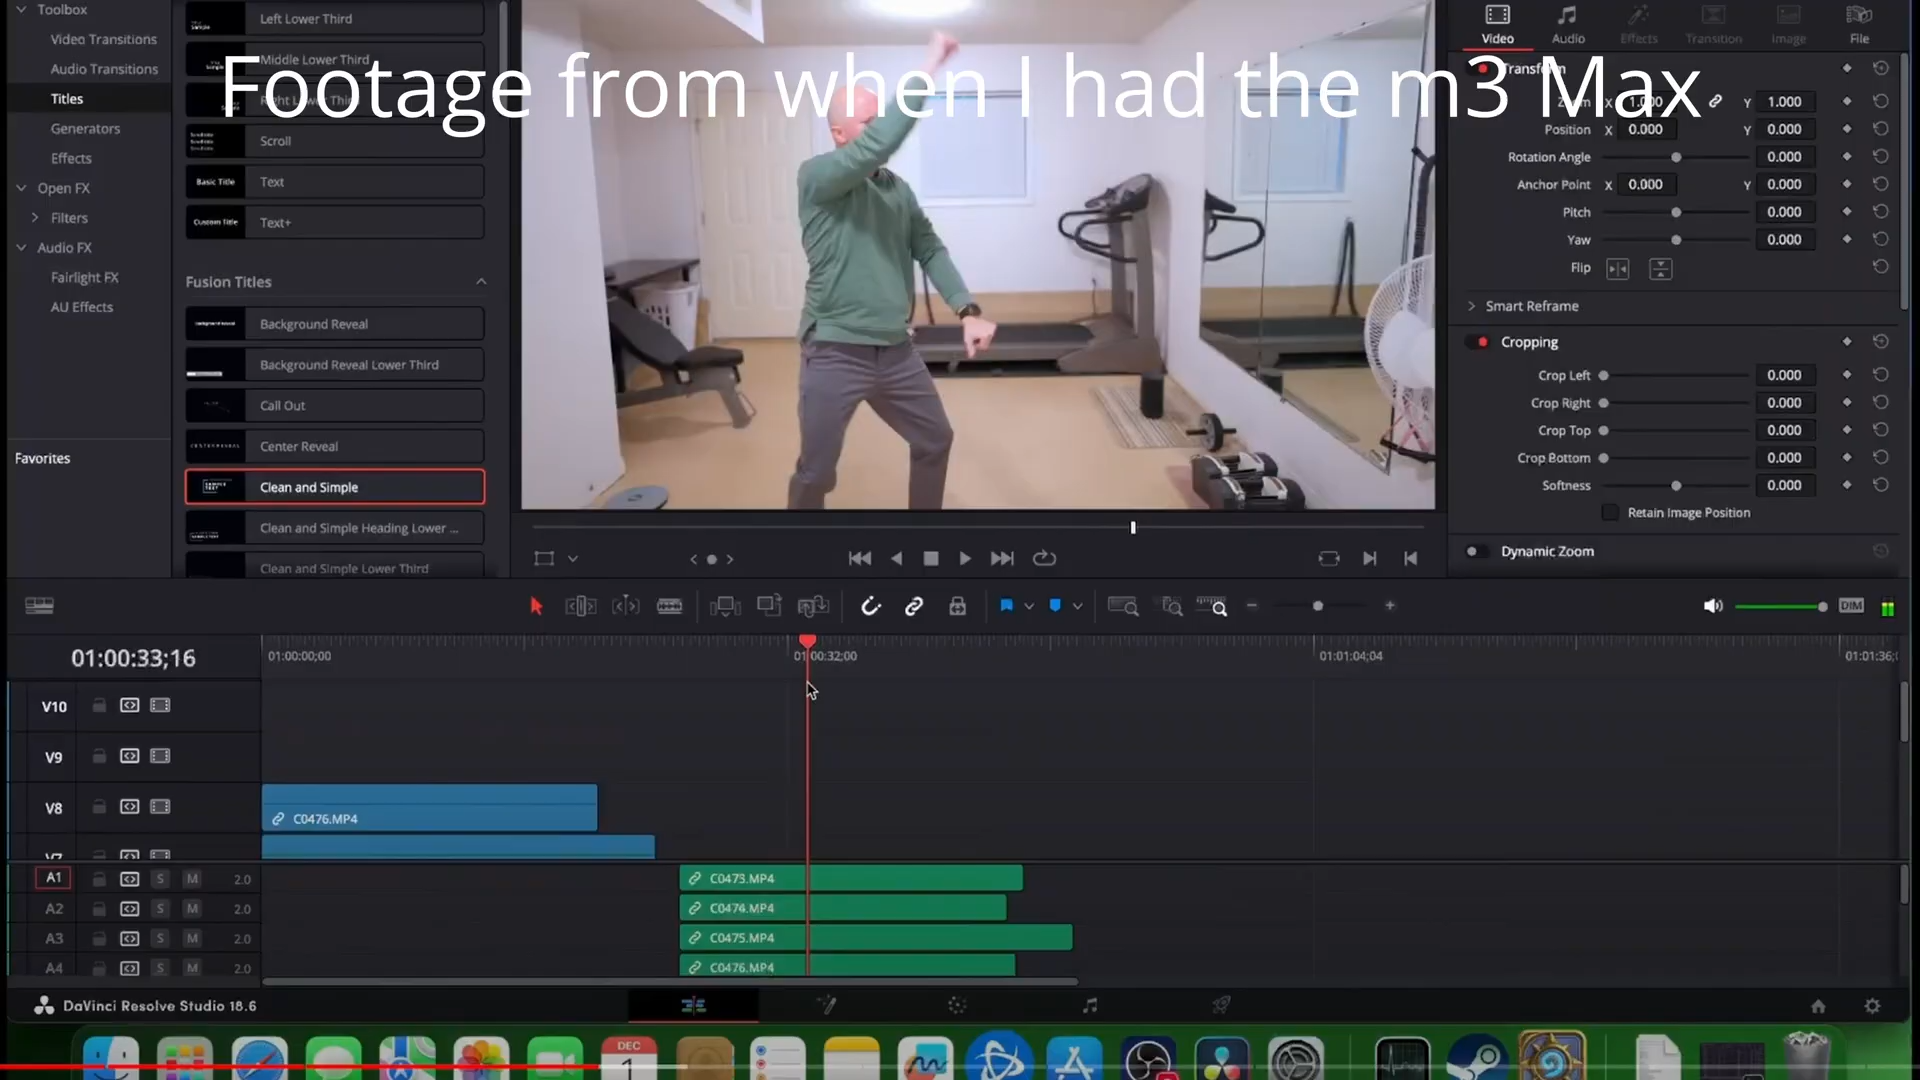 Toolbox
Video Transitions
Audio Transitions
Titles
Generators
Effects
Open FX
Filters
Audio FX
Fairlight FX
AU Effects
Favorites
Left Lower Third
Middle Lower Third
Right Lower Third
Scroll
Basic Title Text
Custom Title Text+
Fusion Titles
Background Reveal
Background Reveal Lower Third
Call Out
Center Reveal
Clean and Simple
Clean and Simple Heading Lower ...
Clean and Simple Lower Third
Footage from when I had the m3 Max
Video Audio Effects Transition Image File
Transform
Zoom X 1.000 Y 1.000
Position X 0.000 Y 0.000
Rotation Angle 0.000
Anchor Point X 0.000 Y 0.000
Pitch 0.000
Yaw 0.000
Flip
Smart Reframe
Cropping
Crop Left 0.000
Crop Right 0.000
Crop Top 0.000
Crop Bottom 0.000
Softness 0.000
Retain Image Position
Dynamic Zoom
DIM
01:00:33;16
01:00:00;00 01:00:32;00 01:01:04;04 01:01:36;
V10
V9
V8 C0476.MP4
V7
A1 S M 2.0 C0473.MP4
A2 S M 2.0 C0474.MP4
A3 S M 2.0 C0475.MP4
A4 S M 2.0 C0476.MP4
DaVinci Resolve Studio 18.6
DEC
1